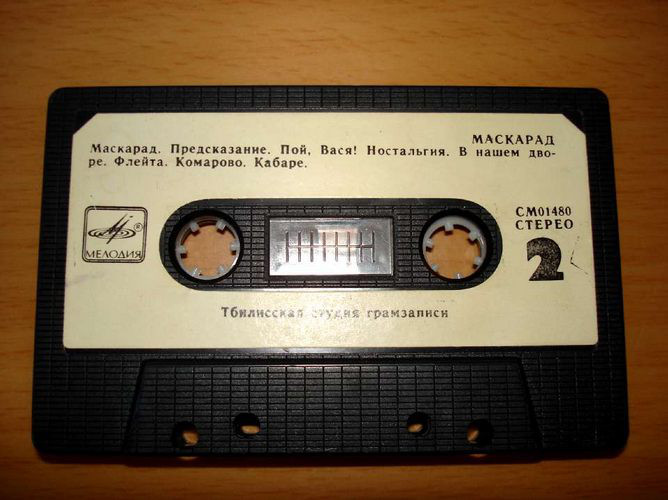 МАСКАРАД
Маскарад. Предсказание. Пой, Вася! Ностальгия. В нашем дво-
ре. Флейта. Комарово. Кабаре.
МЕЛОДИЯ ®
СМ01480
СТЕРЕО
2
Тбилисская студия грамзаписи